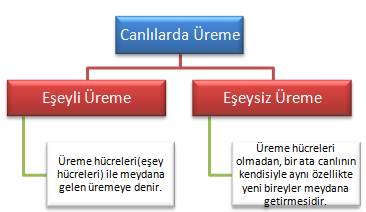 Canlılarda Üreme
Eşeyli Üreme
Eşeysiz Üreme
Üreme hücreleri(eşey
hücreleri) ile meydana
gelen üremeye denir.
Üreme hücreleri
olmadan, bir ata canlının
kendisiyle aynı özellikte
yeni bireyler meydana
getirmesidir.